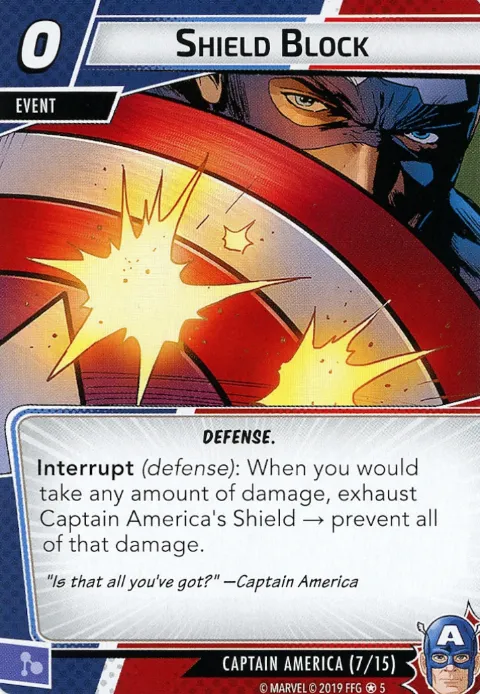 0
SHIELD BLOCK
EVENT
DEFENSE.
Interrupt (defense): When you would
take any amount of damage, exhaust
Captain America's Shield → prevent all
of that damage.
"Is that all you've got?" —Captain America
A
CAPTAIN AMERICA (7/15)
© MARVEL © 2019 FFG ✪ 5